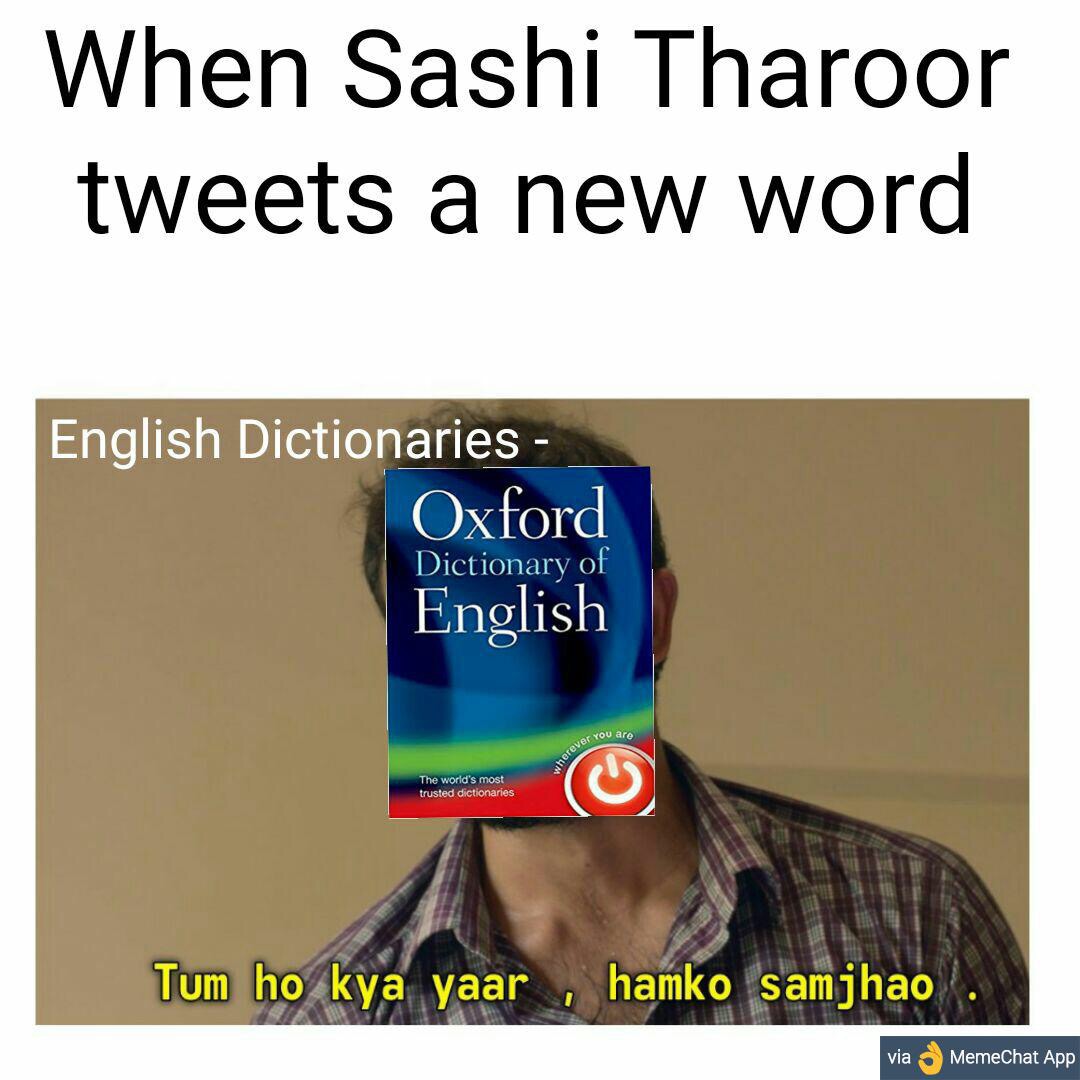 When Sashi Tharoor
tweets a new word
English Dictionaries -
Oxford
Dictionary of
English
wherever you are
The world's most
trusted dictionaries
Tum ho kya yaar , hamko samjhao .
via 👌 MemeChat App